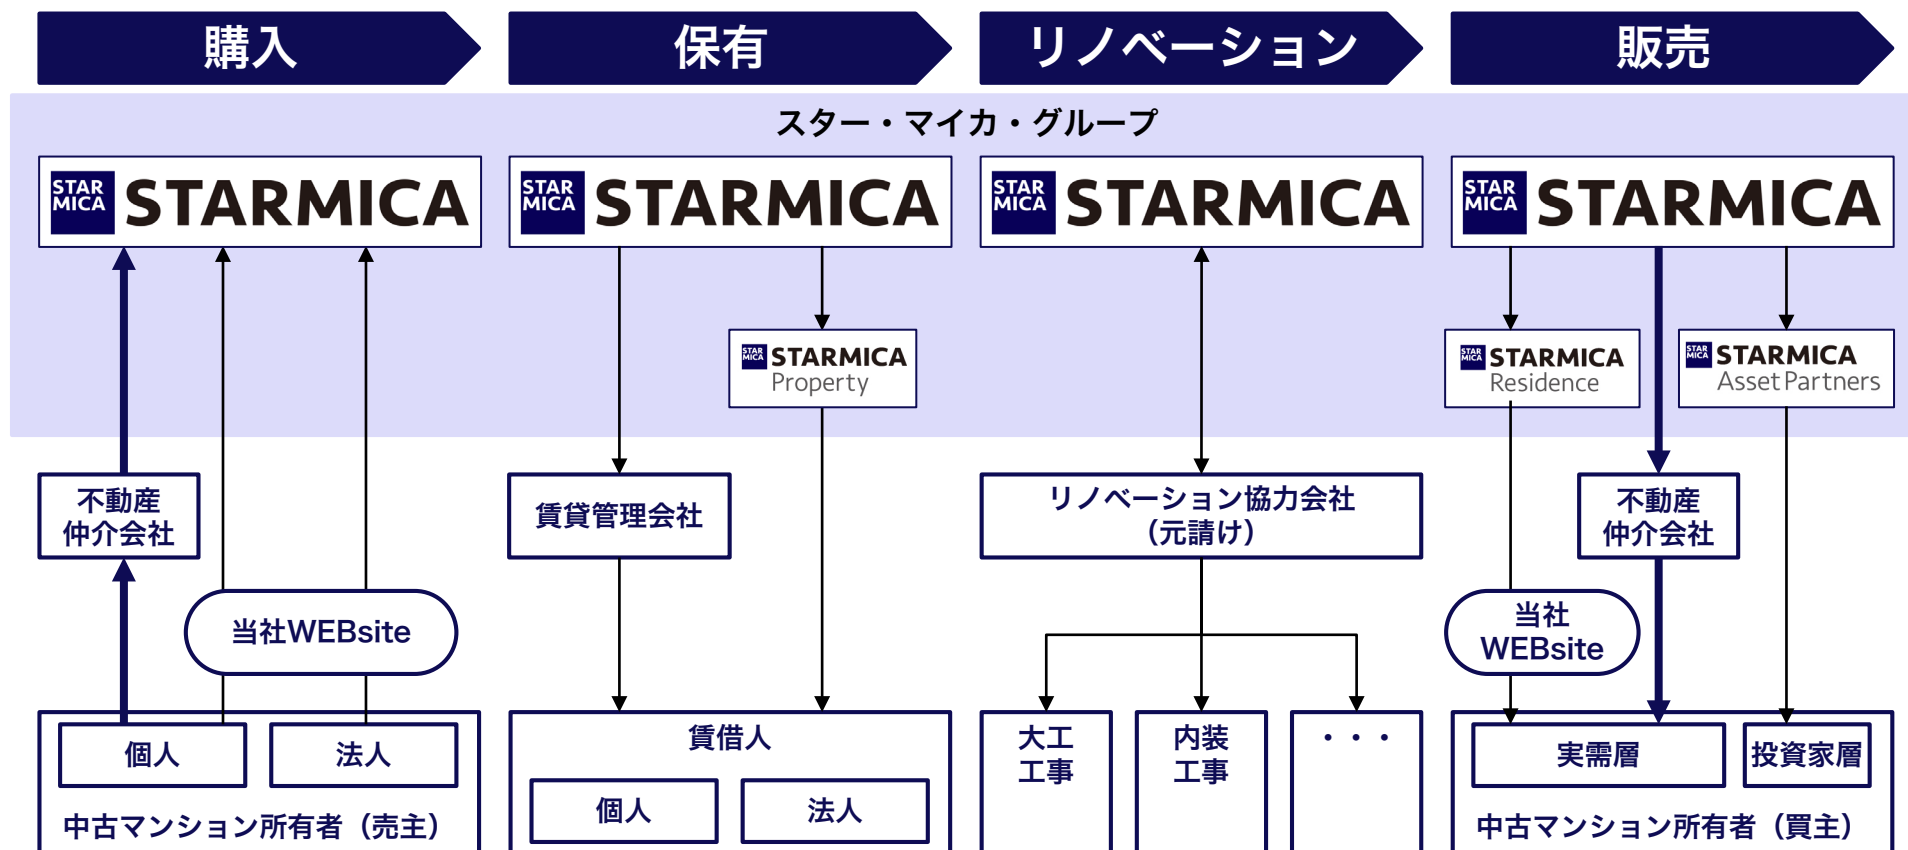 購入
保有
リノベーション
販売
スター・マイカ・グループ
STAR
MICA
STARMICA
STAR
MICA
STARMICA
STAR
MICA
STARMICA
STAR
MICA
STARMICA
STAR
MICA
STARMICA
Property
STAR
MICA
STARMICA
Residence
STAR
MICA
STARMICA
Asset Partners
不動産
仲介会社
賃貸管理会社
リノベーション協力会社
（元請け）
不動産
仲介会社
当社WEBsite
当社
WEBsite
個人
法人
中古マンション所有者（売主）
賃借人
個人
法人
大工
工事
内装
工事
・・・
実需層
投資家層
中古マンション所有者（買主）